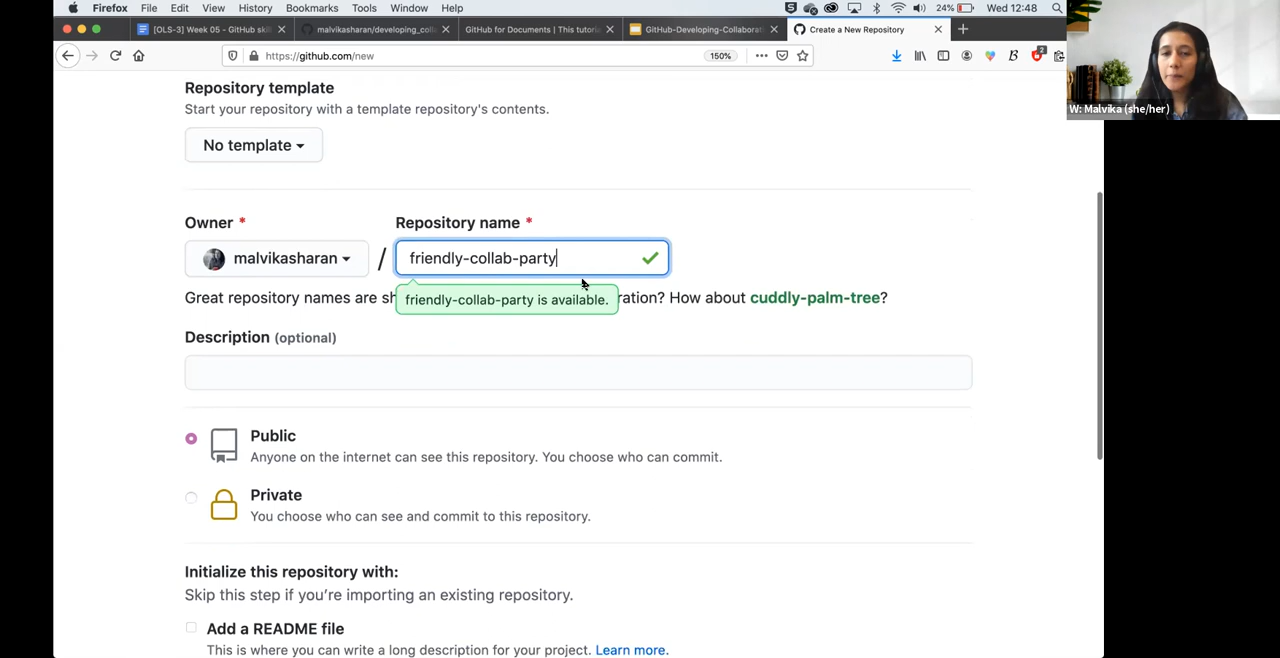 Firefox File Edit View History Bookmarks Tools Window Help 24% Wed 12:48
[OLS-3] Week 05 - GitHub skil malvikasharan/developing_colla GitHub for Documents | This tutoria GitHub-Developing-Collaborati Create a New Repository
https://github.com/new 150% 2
W: Malvika (she/her)
Repository template
Start your repository with a template repository's contents.
No template
Owner * Repository name *
malvikasharan / friendly-collab-party
Great repository names are sh friendly-collab-party is available. ration? How about cuddly-palm-tree?
Description (optional)
Public
Anyone on the internet can see this repository. You choose who can commit.
Private
You choose who can see and commit to this repository.
Initialize this repository with:
Skip this step if you're importing an existing repository.
Add a README file
This is where you can write a long description for your project. Learn more.